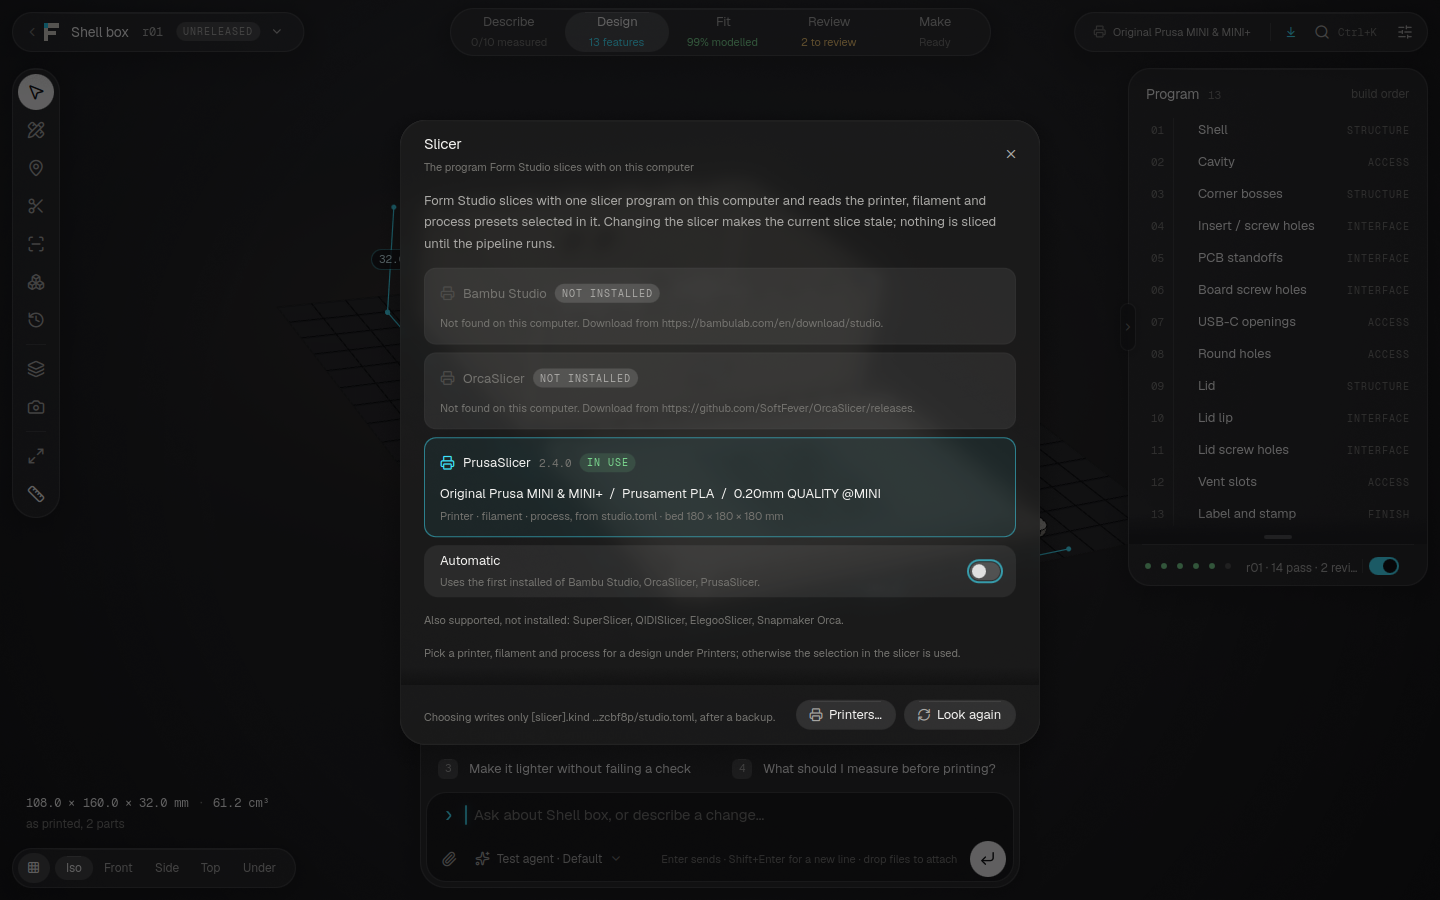 Shell box r01 UNRELEASED
Describe
0/10 measured
Design
13 features
Fit
99% modelled
Review
2 to review
Make
Ready
Original Prusa MINI & MINI+
Ctrl+K
Slicer
The program Form Studio slices with on this computer
Form Studio slices with one slicer program on this computer and reads the printer, filament and
process presets selected in it. Changing the slicer makes the current slice stale; nothing is sliced
until the pipeline runs.
Bambu Studio NOT INSTALLED
Not found on this computer. Download from https://bambulab.com/en/download/studio.
OrcaSlicer NOT INSTALLED
Not found on this computer. Download from https://github.com/SoftFever/OrcaSlicer/releases.
PrusaSlicer 2.4.0 IN USE
Original Prusa MINI & MINI+ / Prusament PLA / 0.20mm QUALITY @MINI
Printer · filament · process, from studio.toml · bed 180 × 180 × 180 mm
Automatic
Uses the first installed of Bambu Studio, OrcaSlicer, PrusaSlicer.
Also supported, not installed: SuperSlicer, QIDISlicer, ElegooSlicer, Snapmaker Orca.
Pick a printer, filament and process for a design under Printers; otherwise the selection in the slicer is used.
Choosing writes only [slicer].kind …zcbf8p/studio.toml, after a backup.
Printers…
Look again
32.
Program 13 build order
01 Shell STRUCTURE
02 Cavity ACCESS
03 Corner bosses STRUCTURE
04 Insert / screw holes INTERFACE
05 PCB standoffs INTERFACE
06 Board screw holes INTERFACE
07 USB-C openings ACCESS
08 Round holes ACCESS
09 Lid STRUCTURE
10 Lid lip INTERFACE
11 Lid screw holes INTERFACE
12 Vent slots ACCESS
13 Label and stamp FINISH
r01 · 14 pass · 2 revi…
3 Make it lighter without failing a check
4 What should I measure before printing?
Ask about Shell box, or describe a change…
Test agent · Default
Enter sends · Shift+Enter for a new line · drop files to attach
108.0 × 160.0 × 32.0 mm · 61.2 cm³
as printed, 2 parts
Iso
Front
Side
Top
Under